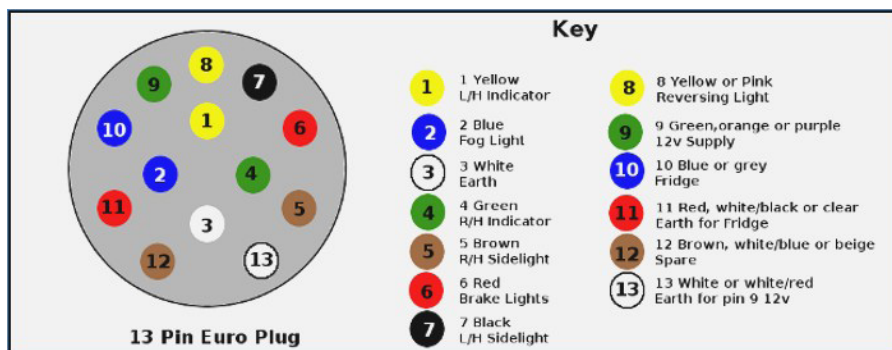 Key
8
7
9
1
10
6
2
4
11
5
3
12
13
13 Pin Euro Plug
1
1 Yellow
L/H Indicator
2
2 Blue
Fog Light
3
3 White
Earth
4
4 Green
R/H Indicator
5
5 Brown
R/H Sidelight
6
6 Red
Brake Lights
7
7 Black
L/H Sidelight
8
8 Yellow or Pink
Reversing Light
9
9 Green,orange or purple
12v Supply
10
10 Blue or grey
Fridge
11
11 Red, white/black or clear
Earth for Fridge
12
12 Brown, white/blue or beige
Spare
13
13 White or white/red
Earth for pin 9 12v